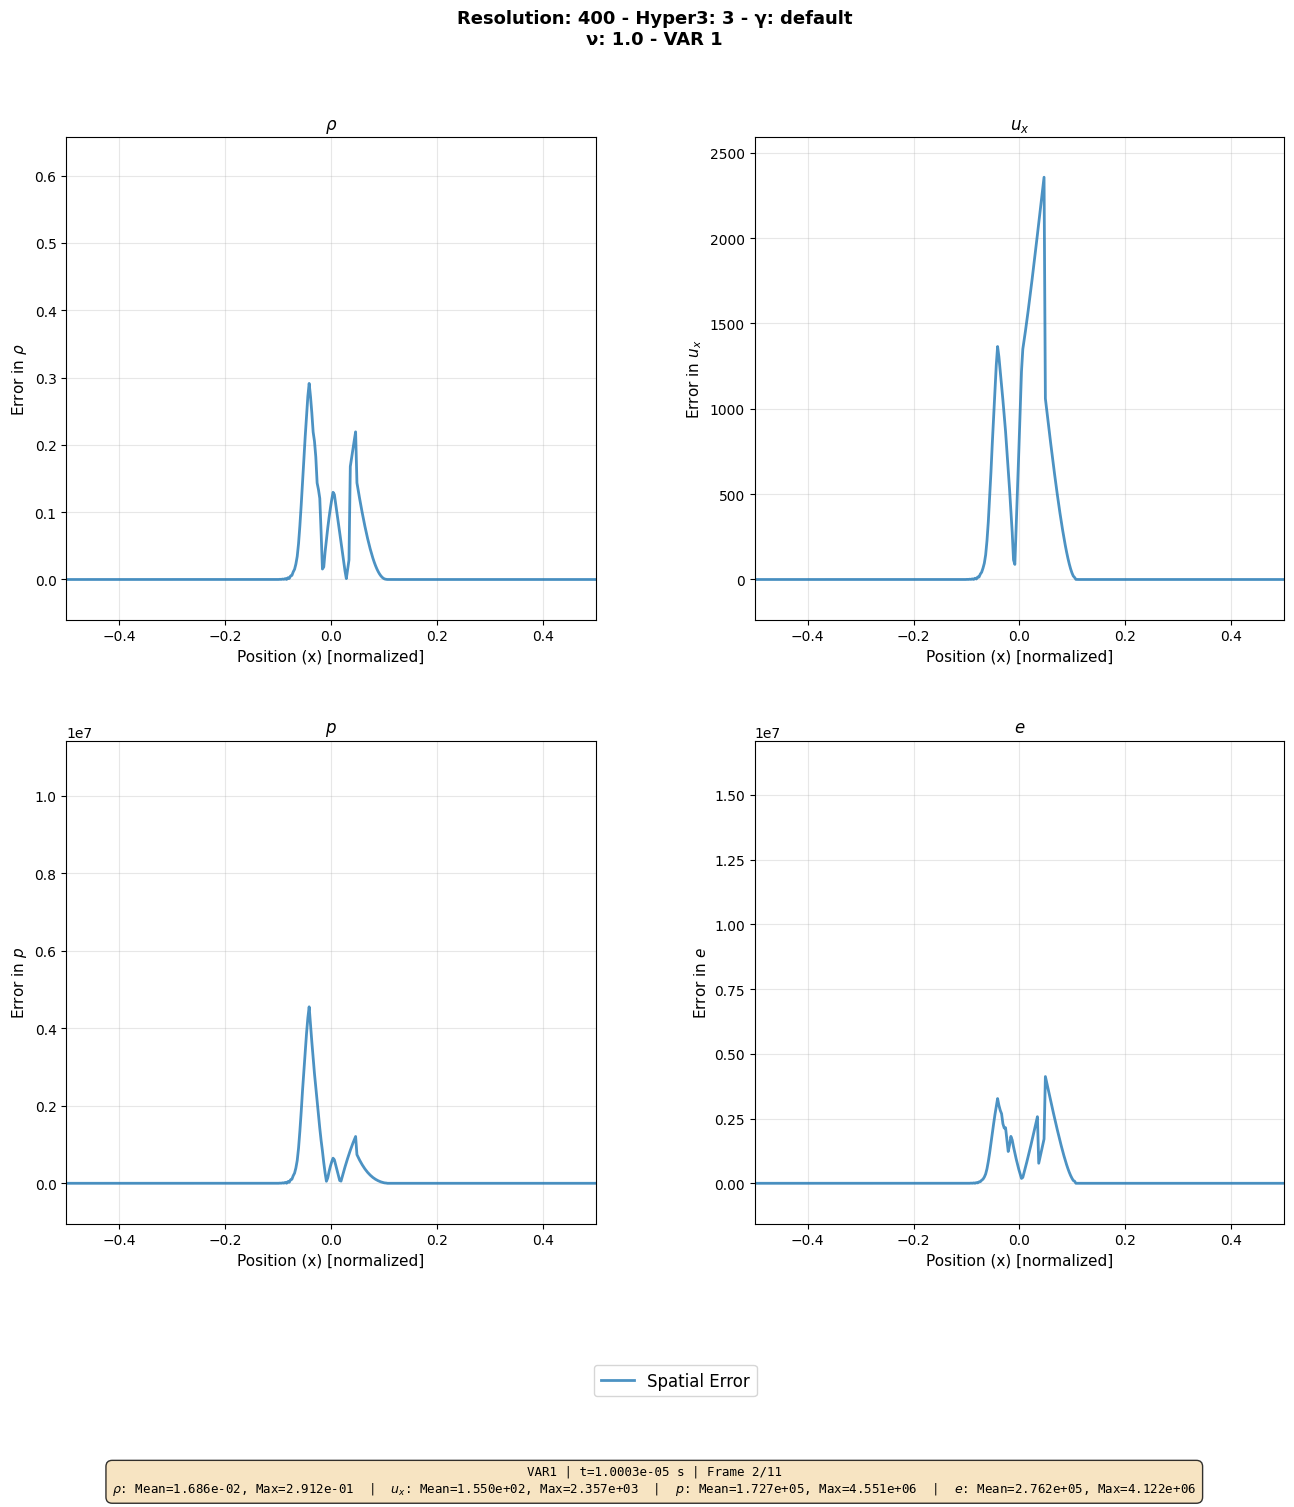 Resolution: 400 - Hyper3: 3 - γ: default
ν: 1.0 - VAR 1
ρ
Error in ρ
0.6
0.5
0.4
0.3
0.2
0.1
0.0
−0.4 −0.2 0.0 0.2 0.4
Position (x) [normalized]
u_x
Error in u_x
2500
2000
1500
1000
500
0
−0.4 −0.2 0.0 0.2 0.4
Position (x) [normalized]
p
1e7
Error in p
1.0
0.8
0.6
0.4
0.2
0.0
−0.4 −0.2 0.0 0.2 0.4
Position (x) [normalized]
e
1e7
Error in e
1.50
1.25
1.00
0.75
0.50
0.25
0.00
−0.4 −0.2 0.0 0.2 0.4
Position (x) [normalized]
Spatial Error
VAR1 | t=1.0003e-05 s | Frame 2/11
ρ: Mean=1.686e-02, Max=2.912e-01 | u_x: Mean=1.550e+02, Max=2.357e+03 | p: Mean=1.727e+05, Max=4.551e+06 | e: Mean=2.762e+05, Max=4.122e+06